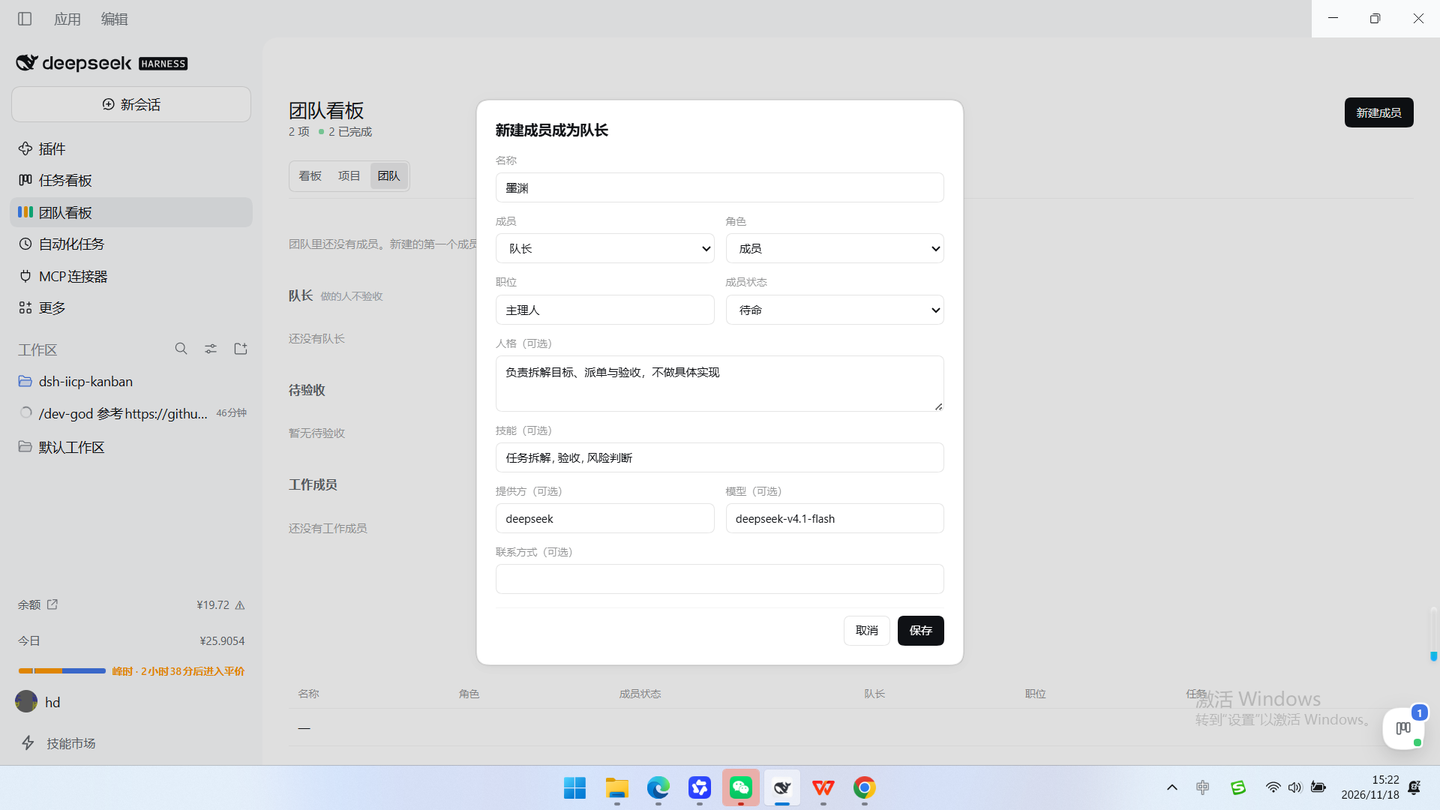 应用 编辑
deepseek HARNESS
新会话
插件
任务看板
团队看板
自动化任务
MCP连接器
更多
工作区
dsh-iicp-kanban
/dev-god 参考https://githu... 46分钟
默认工作区
余额 ¥19.72
今日 ¥25.9054
峰时 · 2小时38分后进入平价
hd
技能市场
团队看板
2 项 2 已完成
新建成员
看板 项目 团队
团队里还没有成员。新建的第一个成员
队长 做的人不验收
还没有队长
待验收
暂无待验收
工作成员
还没有工作成员
新建成员成为队长
名称
墨渊
成员 角色
队长 成员
职位 成员状态
主理人 待命
人格（可选）
负责拆解目标、派单与验收，不做具体实现
技能（可选）
任务拆解, 验收, 风险判断
提供方（可选） 模型（可选）
deepseek deepseek-v4.1-flash
联系方式（可选）
取消 保存
名称 角色 成员状态 队长 职位 任务
—
激活 Windows
转到"设置"以激活 Windows。
1
中
15:22
2026/11/18